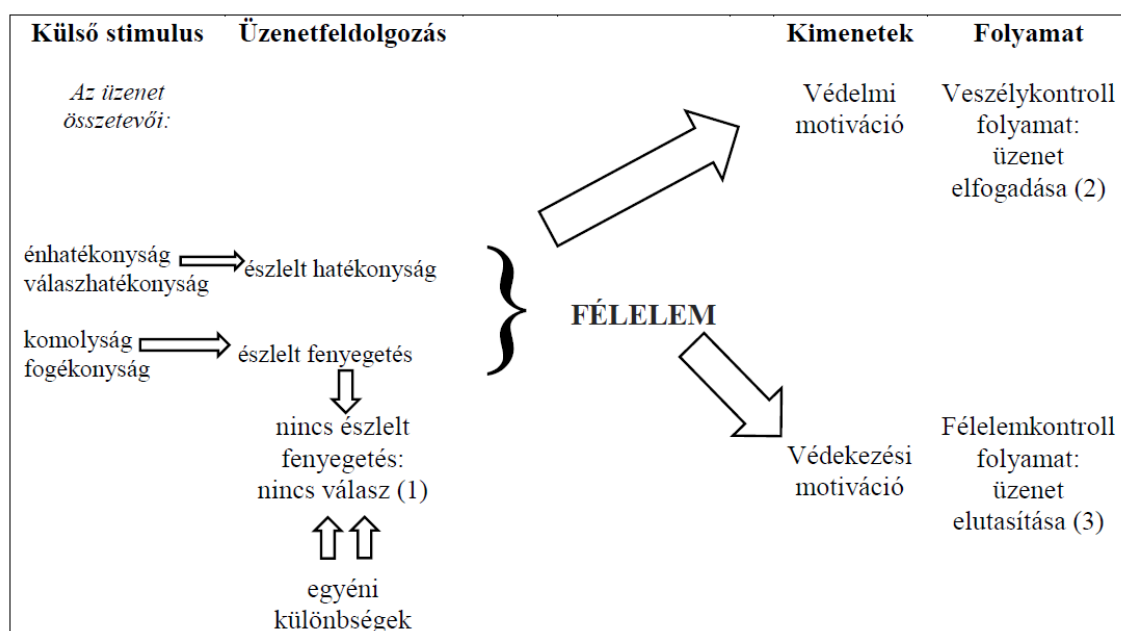 Külső stimulus
Üzenetfeldolgozás
Kimenetek
Folyamat
Az üzenet
összetevői:
Védelmi
motiváció
Veszélykontroll
folyamat:
üzenet
elfogadása (2)
énhatékonyság
válaszhatékonyság
észlelt hatékonyság
}
FÉLELEM
komolyság
fogékonyság
észlelt fenyegetés
nincs észlelt
fenyegetés:
nincs válasz (1)
Védekezési
motiváció
Félelemkontroll
folyamat:
üzenet
elutasítása (3)
egyéni
különbségek